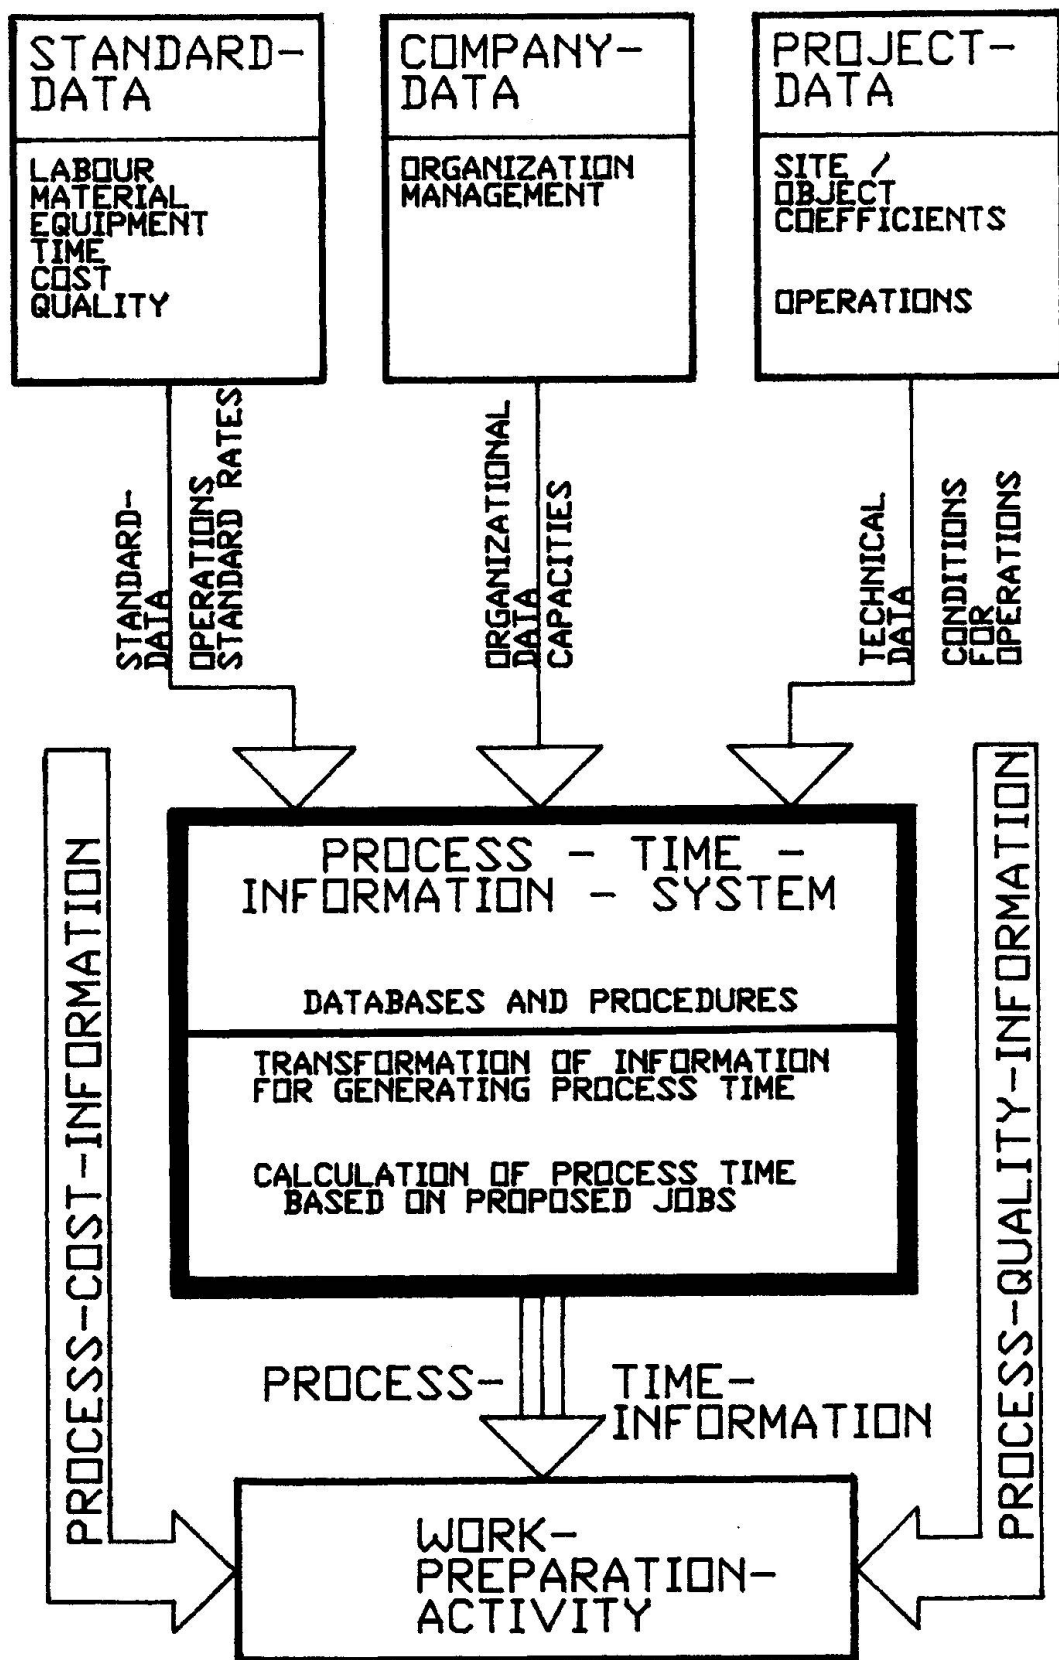 STANDARD-
DATA
LABOUR
MATERIAL
EQUIPMENT
TIME
COST
QUALITY
COMPANY-
DATA
ORGANIZATION
MANAGEMENT
PROJECT-
DATA
SITE /
OBJECT
COEFFICIENTS
OPERATIONS
STANDARD-
DATA
OPERATIONS
STANDARD RATES
ORGANIZATIONAL
DATA
CAPACITIES
TECHNICAL
DATA
CONDITIONS
FOR
OPERATIONS
PROCESS-COST-INFORMATION
PROCESS - TIME -
INFORMATION - SYSTEM
DATABASES AND PROCEDURES
TRANSFORMATION OF INFORMATION
FOR GENERATING PROCESS TIME
CALCULATION OF PROCESS TIME
BASED ON PROPOSED JOBS
PROCESS-QUALITY-INFORMATION
PROCESS-
TIME-
INFORMATION
WORK-
PREPARATION-
ACTIVITY